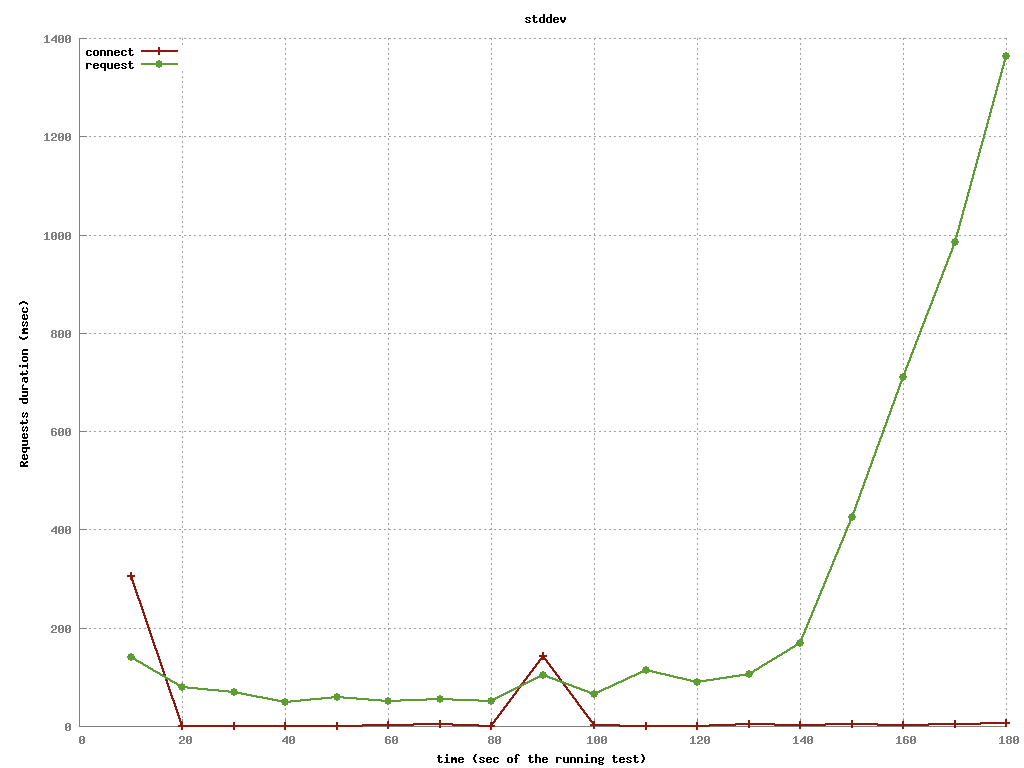 stddev
connect
request
1400
1200
1000
800
600
400
200
0
Requests duration (msec)
0 20 40 60 80 100 120 140 160 180
time (sec of the running test)